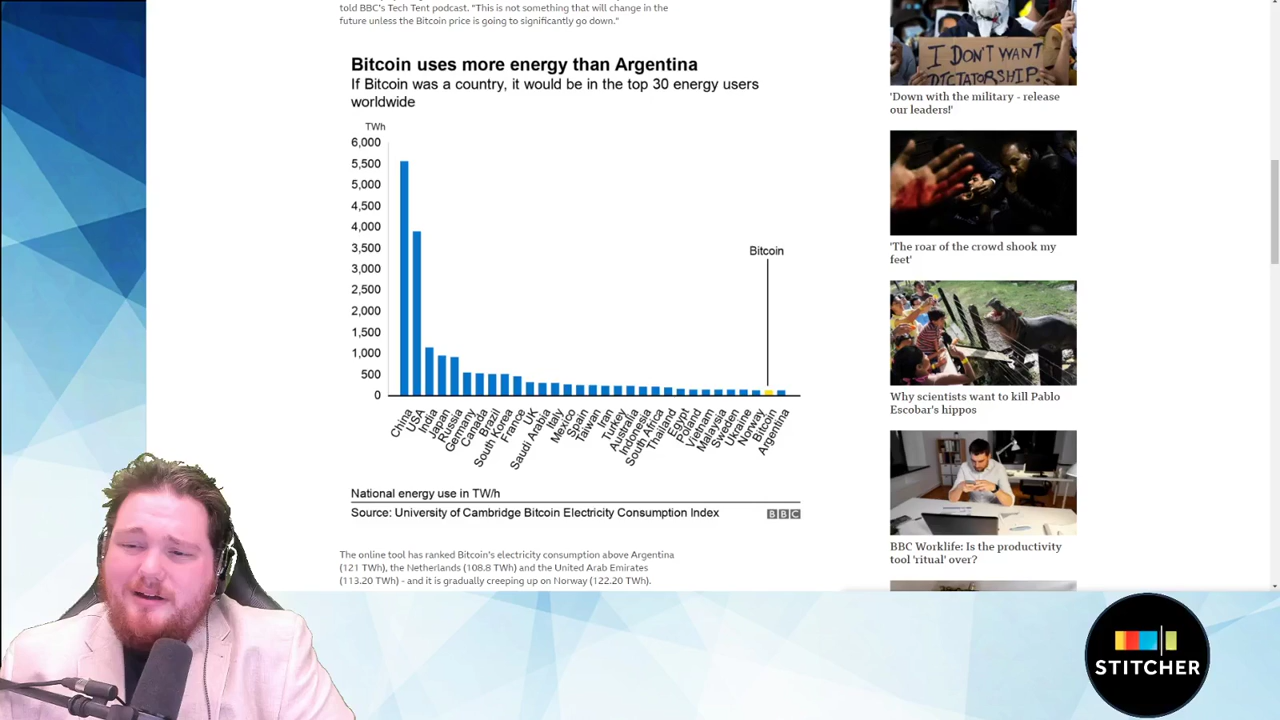 told BBC's Tech Tent podcast. "This is not something that will change in the
future unless the Bitcoin price is going to significantly go down."
Bitcoin uses more energy than Argentina
If Bitcoin was a country, it would be in the top 30 energy users
worldwide
TWh
6,000
5,500
5,000
4,500
4,000
3,500
3,000
2,500
2,000
1,500
1,000
500
0
Bitcoin
China
USA
India
Japan
Russia
Germany
Canada
Brazil
South Korea
France
UK
Saudi Arabia
Italy
Mexico
Spain
Taiwan
Iran
Turkey
Australia
Indonesia
South Africa
Thailand
Egypt
Poland
Vietnam
Malaysia
Sweden
Ukraine
Norway
Bitcoin
Argentina
National energy use in TW/h
Source: University of Cambridge Bitcoin Electricity Consumption Index
BBC
The online tool has ranked Bitcoin's electricity consumption above Argentina
(121 TWh), the Netherlands (108.8 TWh) and the United Arab Emirates
(113.20 TWh) - and it is gradually creeping up on Norway (122.20 TWh).
I DON'T WANT
DICTATORSHIP
'Down with the military - release
our leaders!'
'The roar of the crowd shook my
feet'
Why scientists want to kill Pablo
Escobar's hippos
BBC Worklife: Is the productivity
tool 'ritual' over?
STITCHER